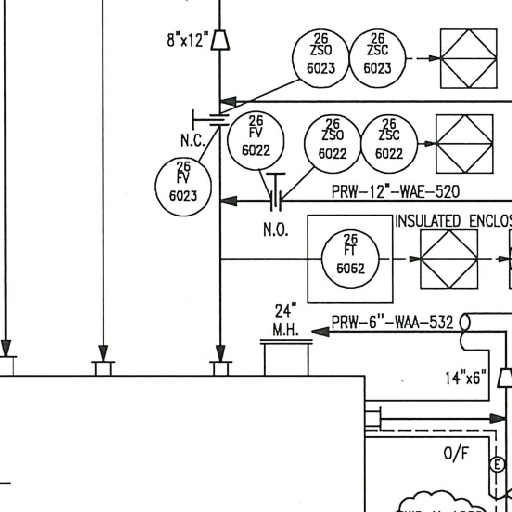 8"x12"
26
ZSO
6023
26
ZSC
6023
N.C.
26
FV
6022
26
ZSO
6022
26
ZSC
6022
26
FV
6023
PRW-12"-WAE-520
N.O.
INSULATED ENCLOS
26
FT
6062
24"
M.H.
PRW-6"-WAA-532
14"x6"
O/F
E